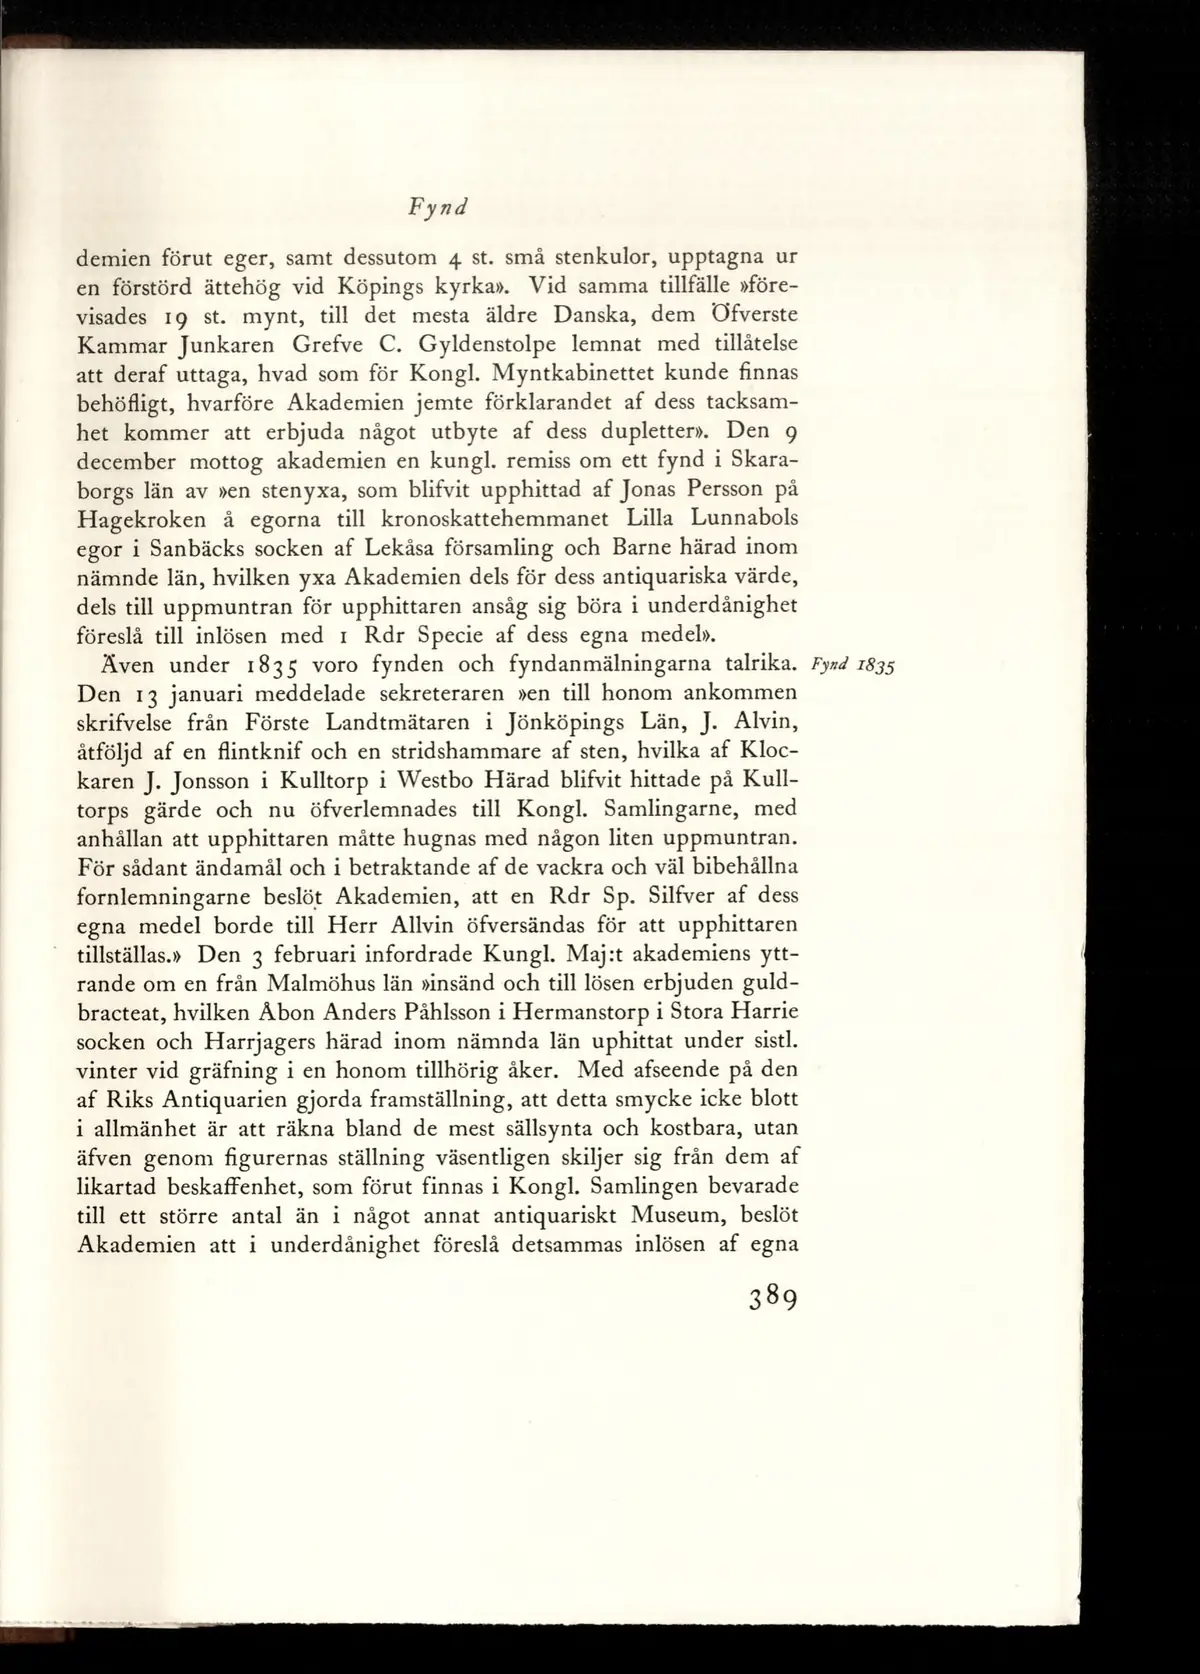 Fynd
demien förut eger, samt dessutom 4 st. små stenkulor, upptagna ur
en förstörd ättehög vid Köpings kyrka». Vid samma tillfälle »före-
visades 19 st. mynt, till det mesta äldre Danska, dem Öfverste
Kammar Junkaren Grefve C. Gyldenstolpe lemnat med tillåtelse
att deraf uttaga, hvad som för Kongl. Myntkabinettet kunde finnas
behöfligt, hvarföre Akademien jemte förklarandet af dess tacksam-
het kommer att erbjuda något utbyte af dess dupletter». Den 9
december mottog akademien en kungl. remiss om ett fynd i Skara-
borgs län av »en stenyxa, som blifvit upphittad af Jonas Persson på
Hagekroken å egorna till kronoskattehemmanet Lilla Lunnabols
egor i Sanbäcks socken af Lekåsa församling och Barne härad inom
nämnde län, hvilken yxa Akademien dels för dess antiquariska värde,
dels till uppmuntran för upphittaren ansåg sig böra i underdånighet
föreslå till inlösen med 1 Rdr Specie af dess egna medel».
Även under 1835 voro fynden och fyndanmälningarna talrika. Fynd 1835
Den 13 januari meddelade sekreteraren »en till honom ankommen
skrifvelse från Förste Landtmätaren i Jönköpings Län, J. Alvin,
åtföljd af en flintknif och en stridshammare af sten, hvilka af Kloc-
karen J. Jonsson i Kulltorp i Westbo Härad blifvit hittade på Kull-
torps gärde och nu öfverlemnades till Kongl. Samlingarne, med
anhållan att upphittaren måtte hugnas med någon liten uppmuntran.
För sådant ändamål och i betraktande af de vackra och väl bibehållna
fornlemningarne beslöt Akademien, att en Rdr Sp. Silfver af dess
egna medel borde till Herr Allvin öfversändas för att upphittaren
tillställas.» Den 3 februari infordrade Kungl. Maj:t akademiens ytt-
rande om en från Malmöhus län »insänd och till lösen erbjuden guld-
bracteat, hvilken Åbon Anders Påhlsson i Hermanstorp i Stora Harrie
socken och Harrjagers härad inom nämnda län uphittat under sistl.
vinter vid gräfning i en honom tillhörig åker. Med afseende på den
af Riks Antiquarien gjorda framställning, att detta smycke icke blott
i allmänhet är att räkna bland de mest sällsynta och kostbara, utan
äfven genom figurernas ställning väsentligen skiljer sig från dem af
likartad beskaffenhet, som förut finnas i Kongl. Samlingen bevarade
till ett större antal än i något annat antiquariskt Museum, beslöt
Akademien att i underdånighet föreslå detsammas inlösen af egna
389